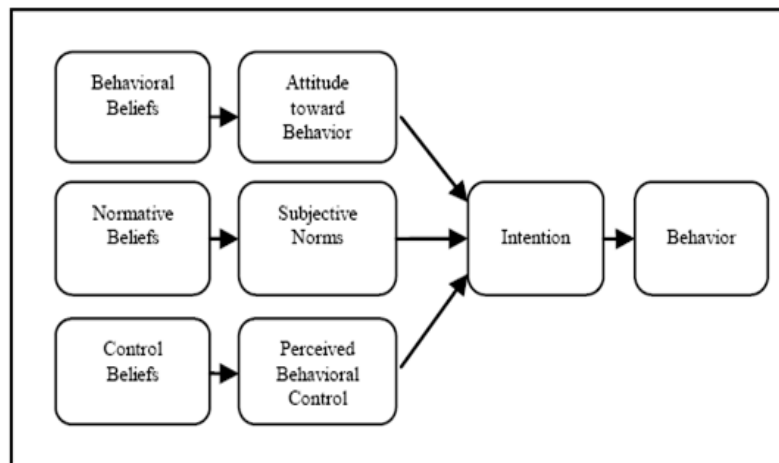 Behavioral
Beliefs
Attitude
toward
Behavior
Normative
Beliefs
Subjective
Norms
Intention
Behavior
Control
Beliefs
Perceived
Behavioral
Control